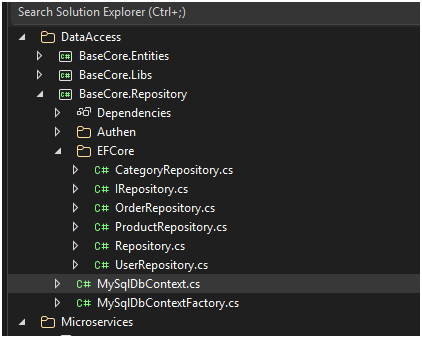 Search Solution Explorer (Ctrl+;)
DataAccess
C# BaseCore.Entities
C# BaseCore.Libs
C# BaseCore.Repository
Dependencies
Authen
EFCore
C# CategoryRepository.cs
C# IRepository.cs
C# OrderRepository.cs
C# ProductRepository.cs
C# Repository.cs
C# UserRepository.cs
C# MySqlDbContext.cs
C# MySqlDbContextFactory.cs
Microservices